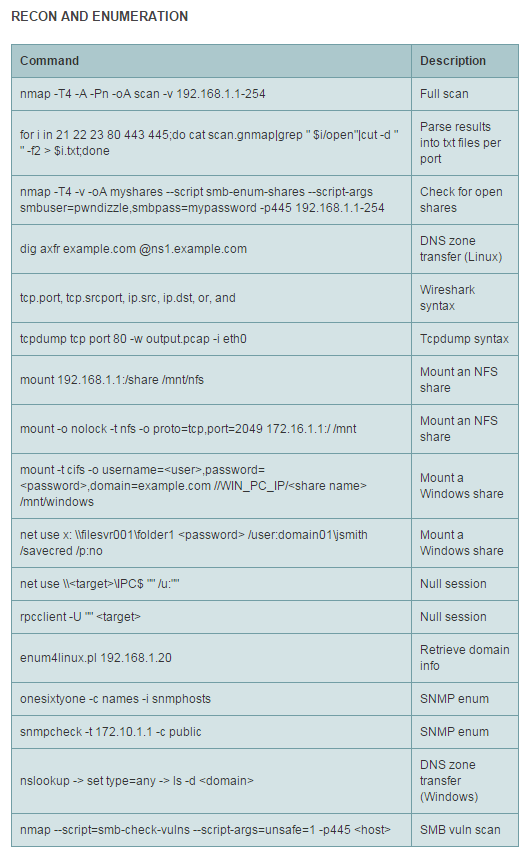 RECON AND ENUMERATION
Command
Description
nmap -T4 -A -Pn -oA scan -v 192.168.1.1-254
Full scan
for i in 21 22 23 80 443 445;do cat scan.gnmap|grep " $i/open"|cut -d "
" -f2 > $i.txt;done
Parse results
into txt files per
port
nmap -T4 -v -oA myshares --script smb-enum-shares --script-args
smbuser=pwndizzle,smbpass=mypassword -p445 192.168.1.1-254
Check for open
shares
dig axfr example.com @ns1.example.com
DNS zone
transfer (Linux)
tcp.port, tcp.srcport, ip.src, ip.dst, or, and
Wireshark
syntax
tcpdump tcp port 80 -w output.pcap -i eth0
Tcpdump syntax
mount 192.168.1.1:/share /mnt/nfs
Mount an NFS
share
mount -o nolock -t nfs -o proto=tcp,port=2049 172.16.1.1:/ /mnt
Mount an NFS
share
mount -t cifs -o username=<user>,password=
<password>,domain=example.com //WIN_PC_IP/<share name>
/mnt/windows
Mount a
Windows share
net use x: \\filesvr001\folder1 <password> /user:domain01\jsmith
/savecred /p:no
Mount a
Windows share
net use \\<target>\IPC$ "" /u:""
Null session
rpcclient -U "" <target>
Null session
enum4linux.pl 192.168.1.20
Retrieve domain
info
onesixtyone -c names -i snmphosts
SNMP enum
snmpcheck -t 172.10.1.1 -c public
SNMP enum
nslookup -> set type=any -> ls -d <domain>
DNS zone
transfer
(Windows)
nmap --script=smb-check-vulns --script-args=unsafe=1 -p445 <host>
SMB vuln scan